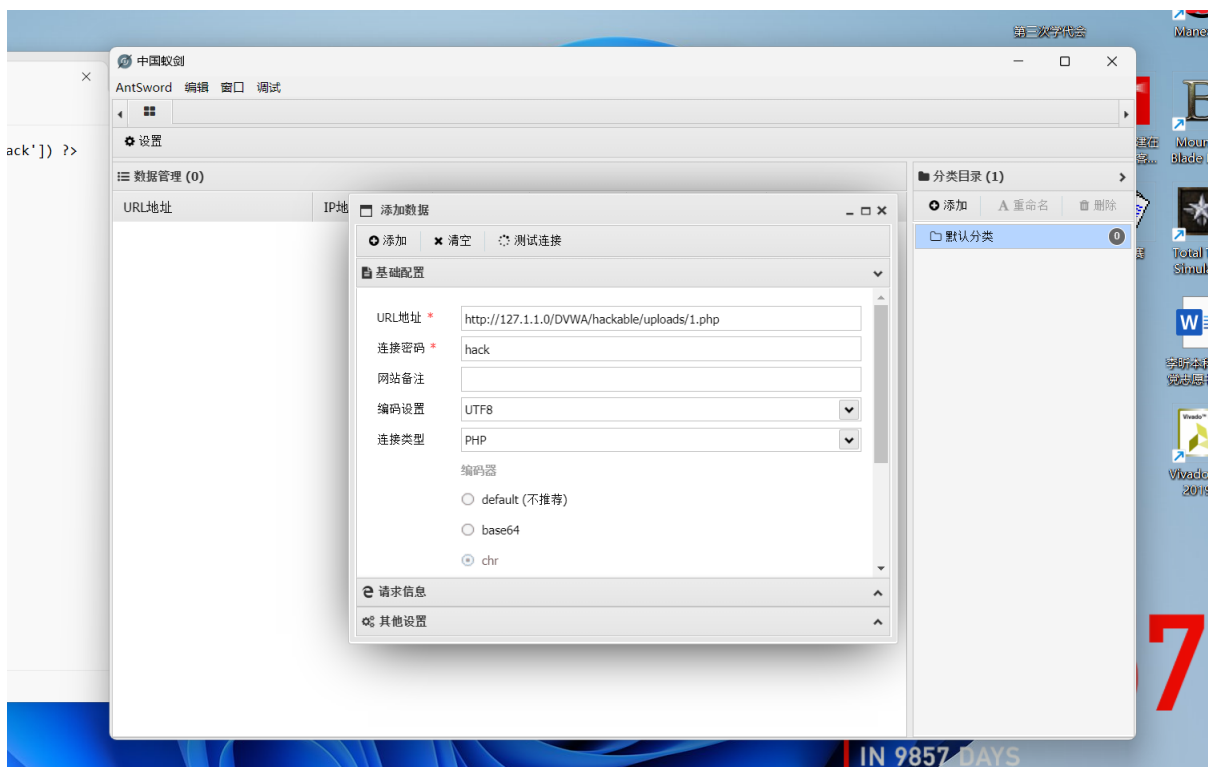 第三次学代会
中国蚁剑
AntSword 编辑 窗口 调试
ack']) ?>
设置
数据管理 (0)
分类目录 (1)
URL地址
IP地
添加数据
添加
重命名
删除
添加
清空
测试连接
默认分类
0
基础配置
URL地址 *
http://127.1.1.0/DVWA/hackable/uploads/1.php
连接密码 *
hack
网站备注
编码设置
UTF8
连接类型
PHP
编码器
default (不推荐)
base64
chr
请求信息
其他设置
Moun
Blade
Total
Simul
W
Vivado
Vivado
2019
7
IN 9857 DAYS